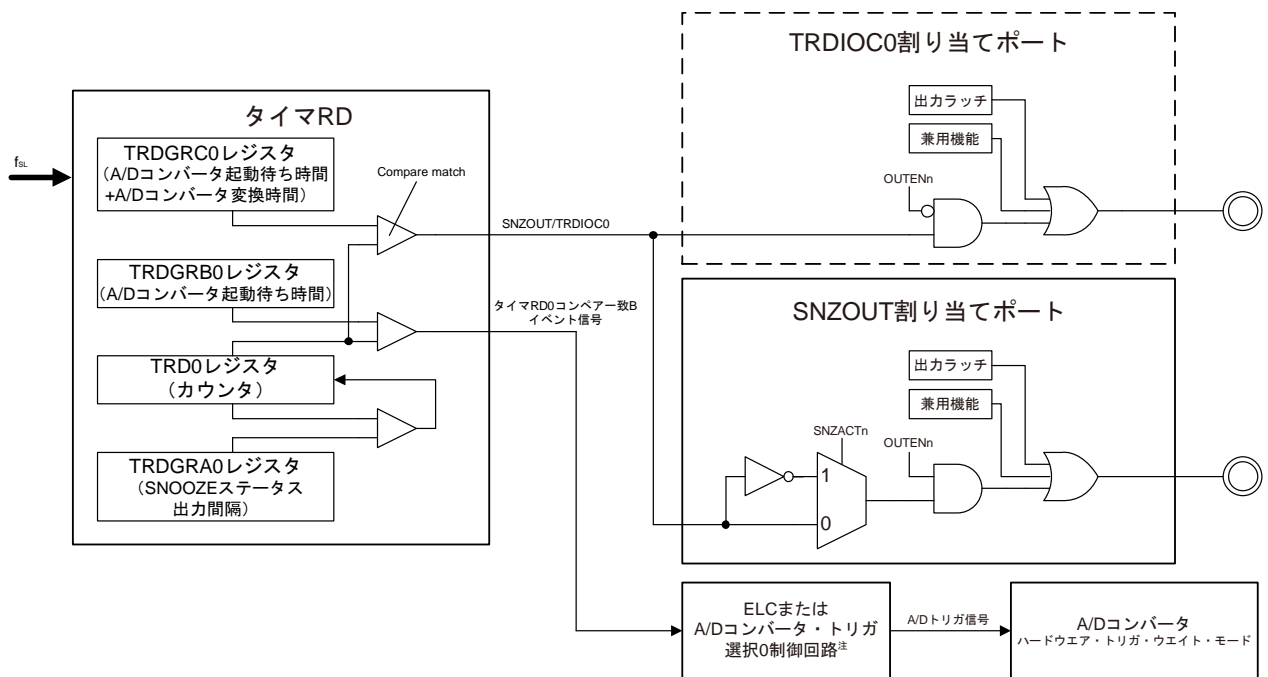 fSL
タイマRD
TRDGRC0レジスタ
（A/Dコンバータ起動待ち時間
+A/Dコンバータ変換時間）
Compare match
TRDGRB0レジスタ
（A/Dコンバータ起動待ち時間）
TRD0レジスタ
（カウンタ）
TRDGRA0レジスタ
（SNOOZEステータス
出力間隔）
SNZOUT/TRDIOC0
タイマRD0コンペア一致B
イベント信号
TRDIOC0割り当てポート
出力ラッチ
兼用機能
OUTENn
SNZOUT割り当てポート
出力ラッチ
兼用機能
SNZACTn
OUTENn
1
0
ELCまたは
A/Dコンバータ・トリガ
選択0制御回路注
A/Dトリガ信号
A/Dコンバータ
ハードウエア・トリガ・ウエイト・モード